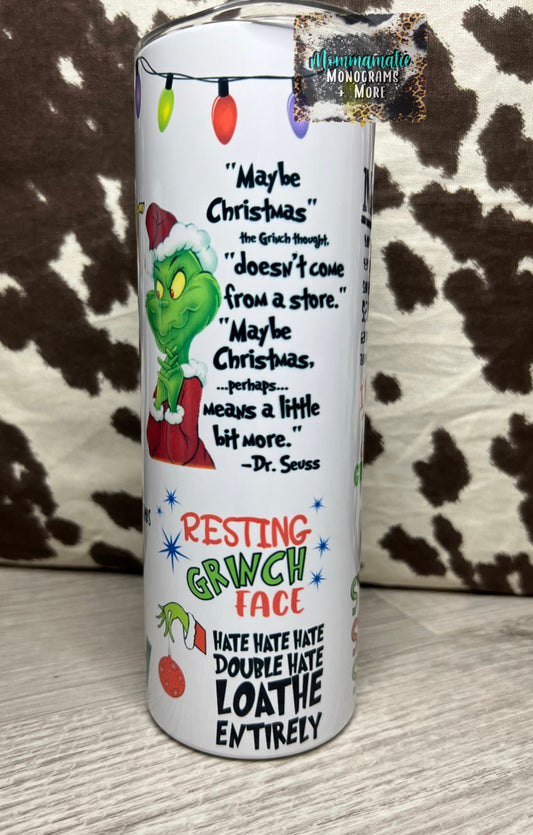 Mommamatie
Monograms
+ More
"Maybe
Christmas"
the Grinch thought,
"doesn't come
from a store."
"Maybe
Christmas,
...perhaps...
means a little
bit more."
-Dr. Seuss
RESTING
GRINCH
FACE
HATE HATE HATE
DOUBLE HATE
LOATHE
ENTIRELY